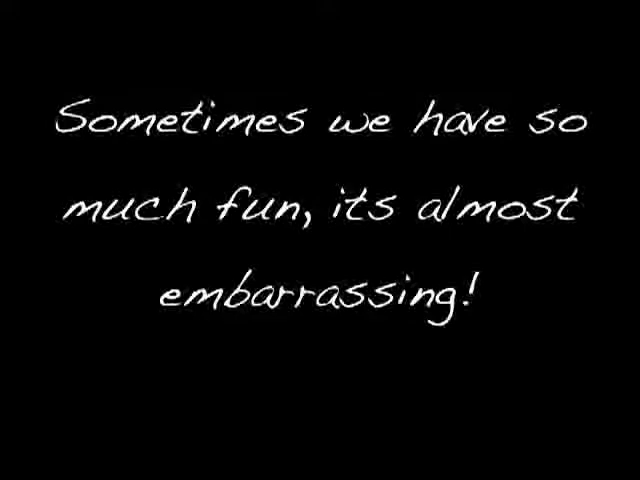 Sometimes we have so
much fun, its almost
embarrassing!